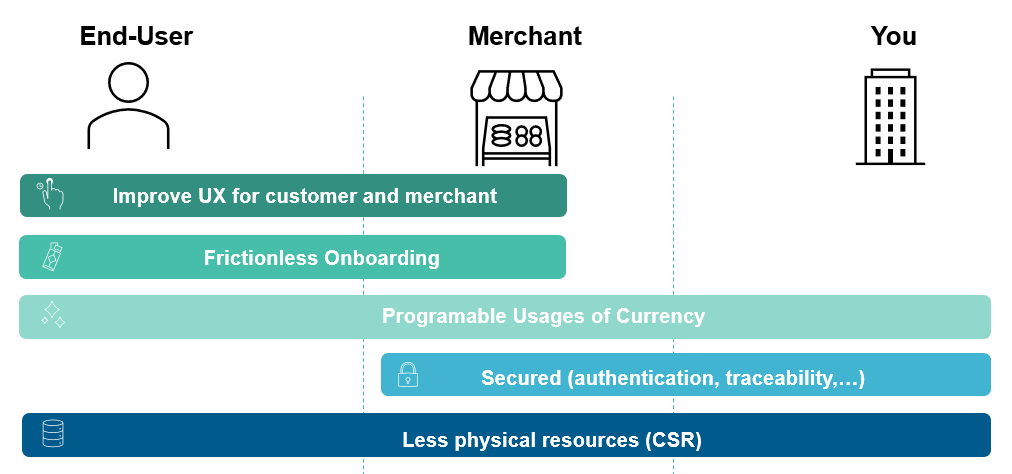 End-User
Merchant
You
Improve UX for customer and merchant
Frictionless Onboarding
Programable Usages of Currency
Secured (authentication, traceability,…)
Less physical resources (CSR)